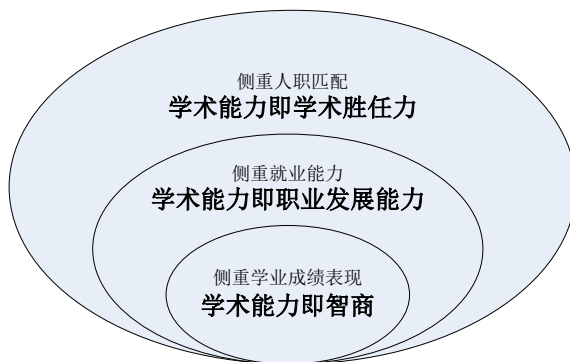 侧重人职匹配
学术能力即学术胜任力
侧重就业能力
学术能力即职业发展能力
侧重学业成绩表现
学术能力即智商